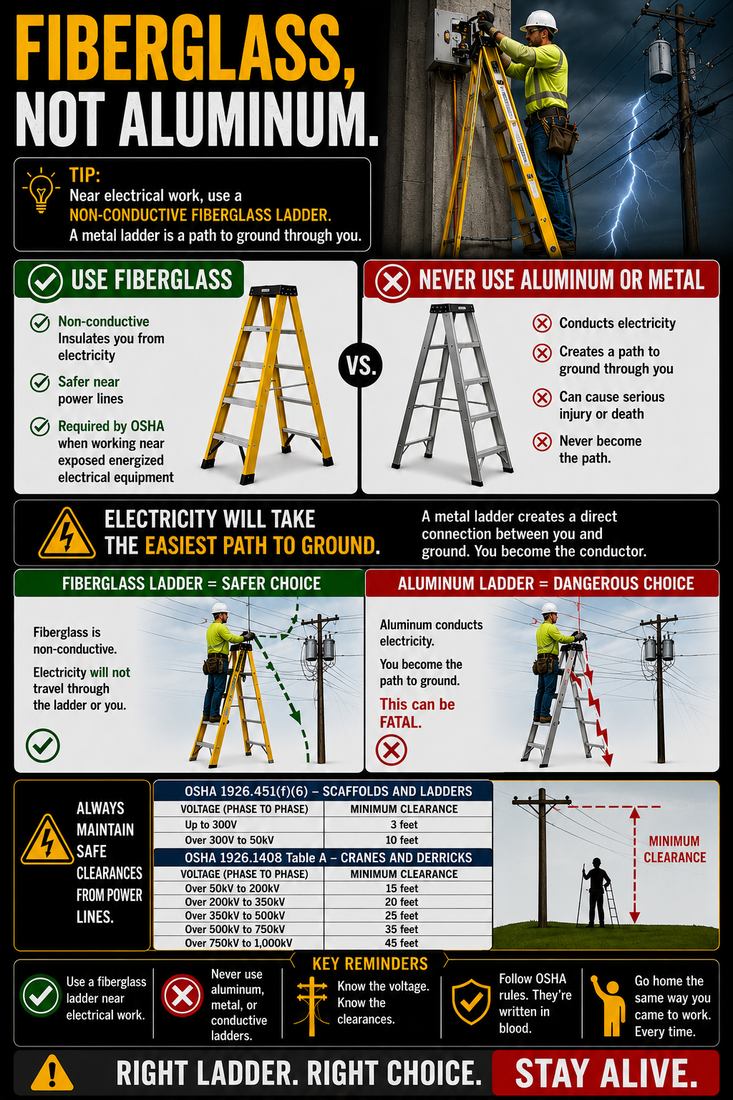 FIBERGLASS,
NOT ALUMINUM.
TIP:
Near electrical work, use a
NON-CONDUCTIVE FIBERGLASS LADDER.
A metal ladder is a path to ground through you.
USE FIBERGLASS
Non-conductive
Insulates you from
electricity
Safer near
power lines
Required by OSHA
when working near
exposed energized
electrical equipment
VS.
NEVER USE ALUMINUM OR METAL
Conducts electricity
Creates a path to
ground through you
Can cause serious
injury or death
Never become
the path.
ELECTRICITY WILL TAKE
THE EASIEST PATH TO GROUND.
A metal ladder creates a direct
connection between you and
ground. You become the conductor.
FIBERGLASS LADDER = SAFER CHOICE
Fiberglass is
non-conductive.
Electricity will not
travel through
the ladder or you.
ALUMINUM LADDER = DANGEROUS CHOICE
Aluminum conducts
electricity.
You become the
path to ground.
This can be
FATAL.
ALWAYS
MAINTAIN
SAFE
CLEARANCES
FROM POWER
LINES.
OSHA 1926.451(f)(6) – SCAFFOLDS AND LADDERS
VOLTAGE (PHASE TO PHASE) MINIMUM CLEARANCE
Up to 300V 3 feet
Over 300V to 50kV 10 feet
OSHA 1926.1408 Table A – CRANES AND DERRICKS
VOLTAGE (PHASE TO PHASE) MINIMUM CLEARANCE
Over 50kV to 200kV 15 feet
Over 200kV to 350kV 20 feet
Over 350kV to 500kV 25 feet
Over 500kV to 750kV 35 feet
Over 750kV to 1,000kV 45 feet
MINIMUM
CLEARANCE
KEY REMINDERS
Use a fiberglass
ladder near
electrical work.
Never use
aluminum,
metal, or
conductive
ladders.
Know the voltage.
Know the
clearances.
Follow OSHA
rules. They're
written in
blood.
Go home the
same way you
came to work.
Every time.
RIGHT LADDER. RIGHT CHOICE.
STAY ALIVE.